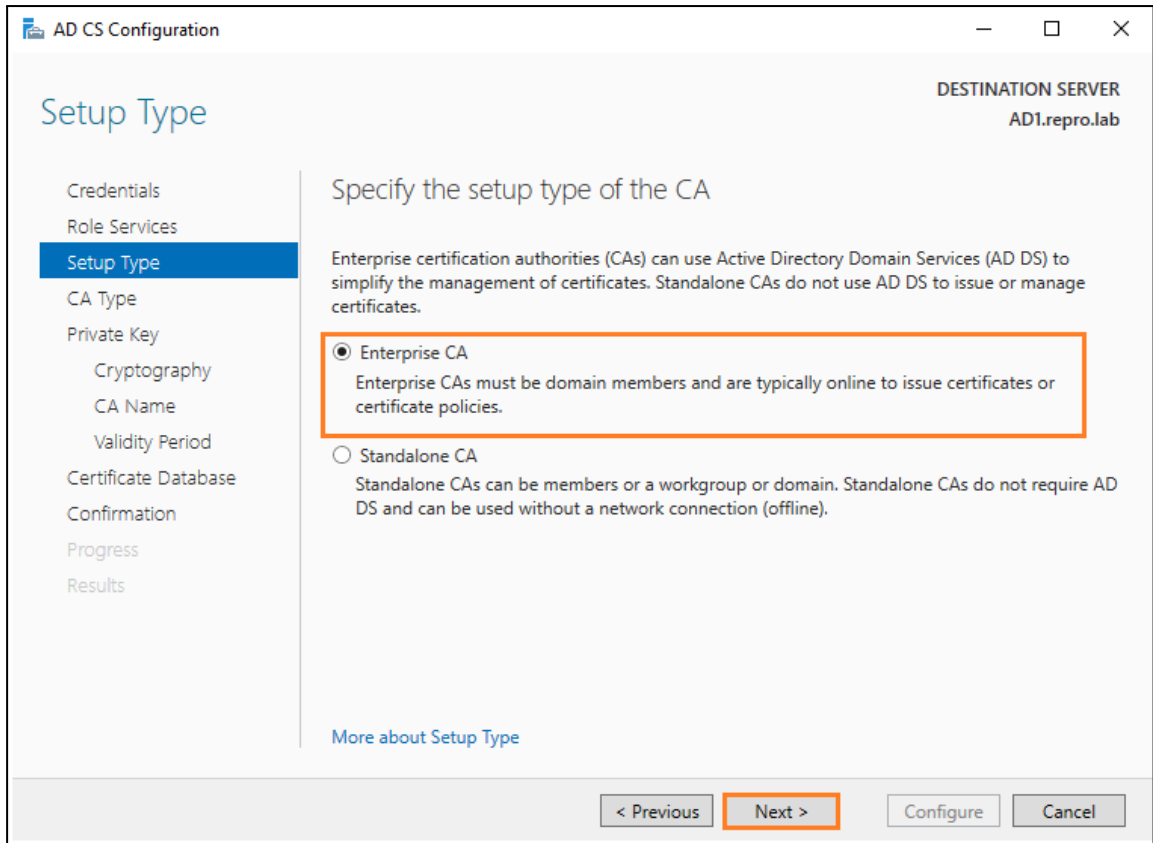 AD CS Configuration
DESTINATION SERVER
AD1.repro.lab
Setup Type
Credentials
Role Services
Setup Type
CA Type
Private Key
Cryptography
CA Name
Validity Period
Certificate Database
Confirmation
Progress
Results
Specify the setup type of the CA
Enterprise certification authorities (CAs) can use Active Directory Domain Services (AD DS) to
simplify the management of certificates. Standalone CAs do not use AD DS to issue or manage
certificates.
Enterprise CA
Enterprise CAs must be domain members and are typically online to issue certificates or
certificate policies.
Standalone CA
Standalone CAs can be members or a workgroup or domain. Standalone CAs do not require AD
DS and can be used without a network connection (offline).
More about Setup Type
< Previous
Next >
Configure
Cancel